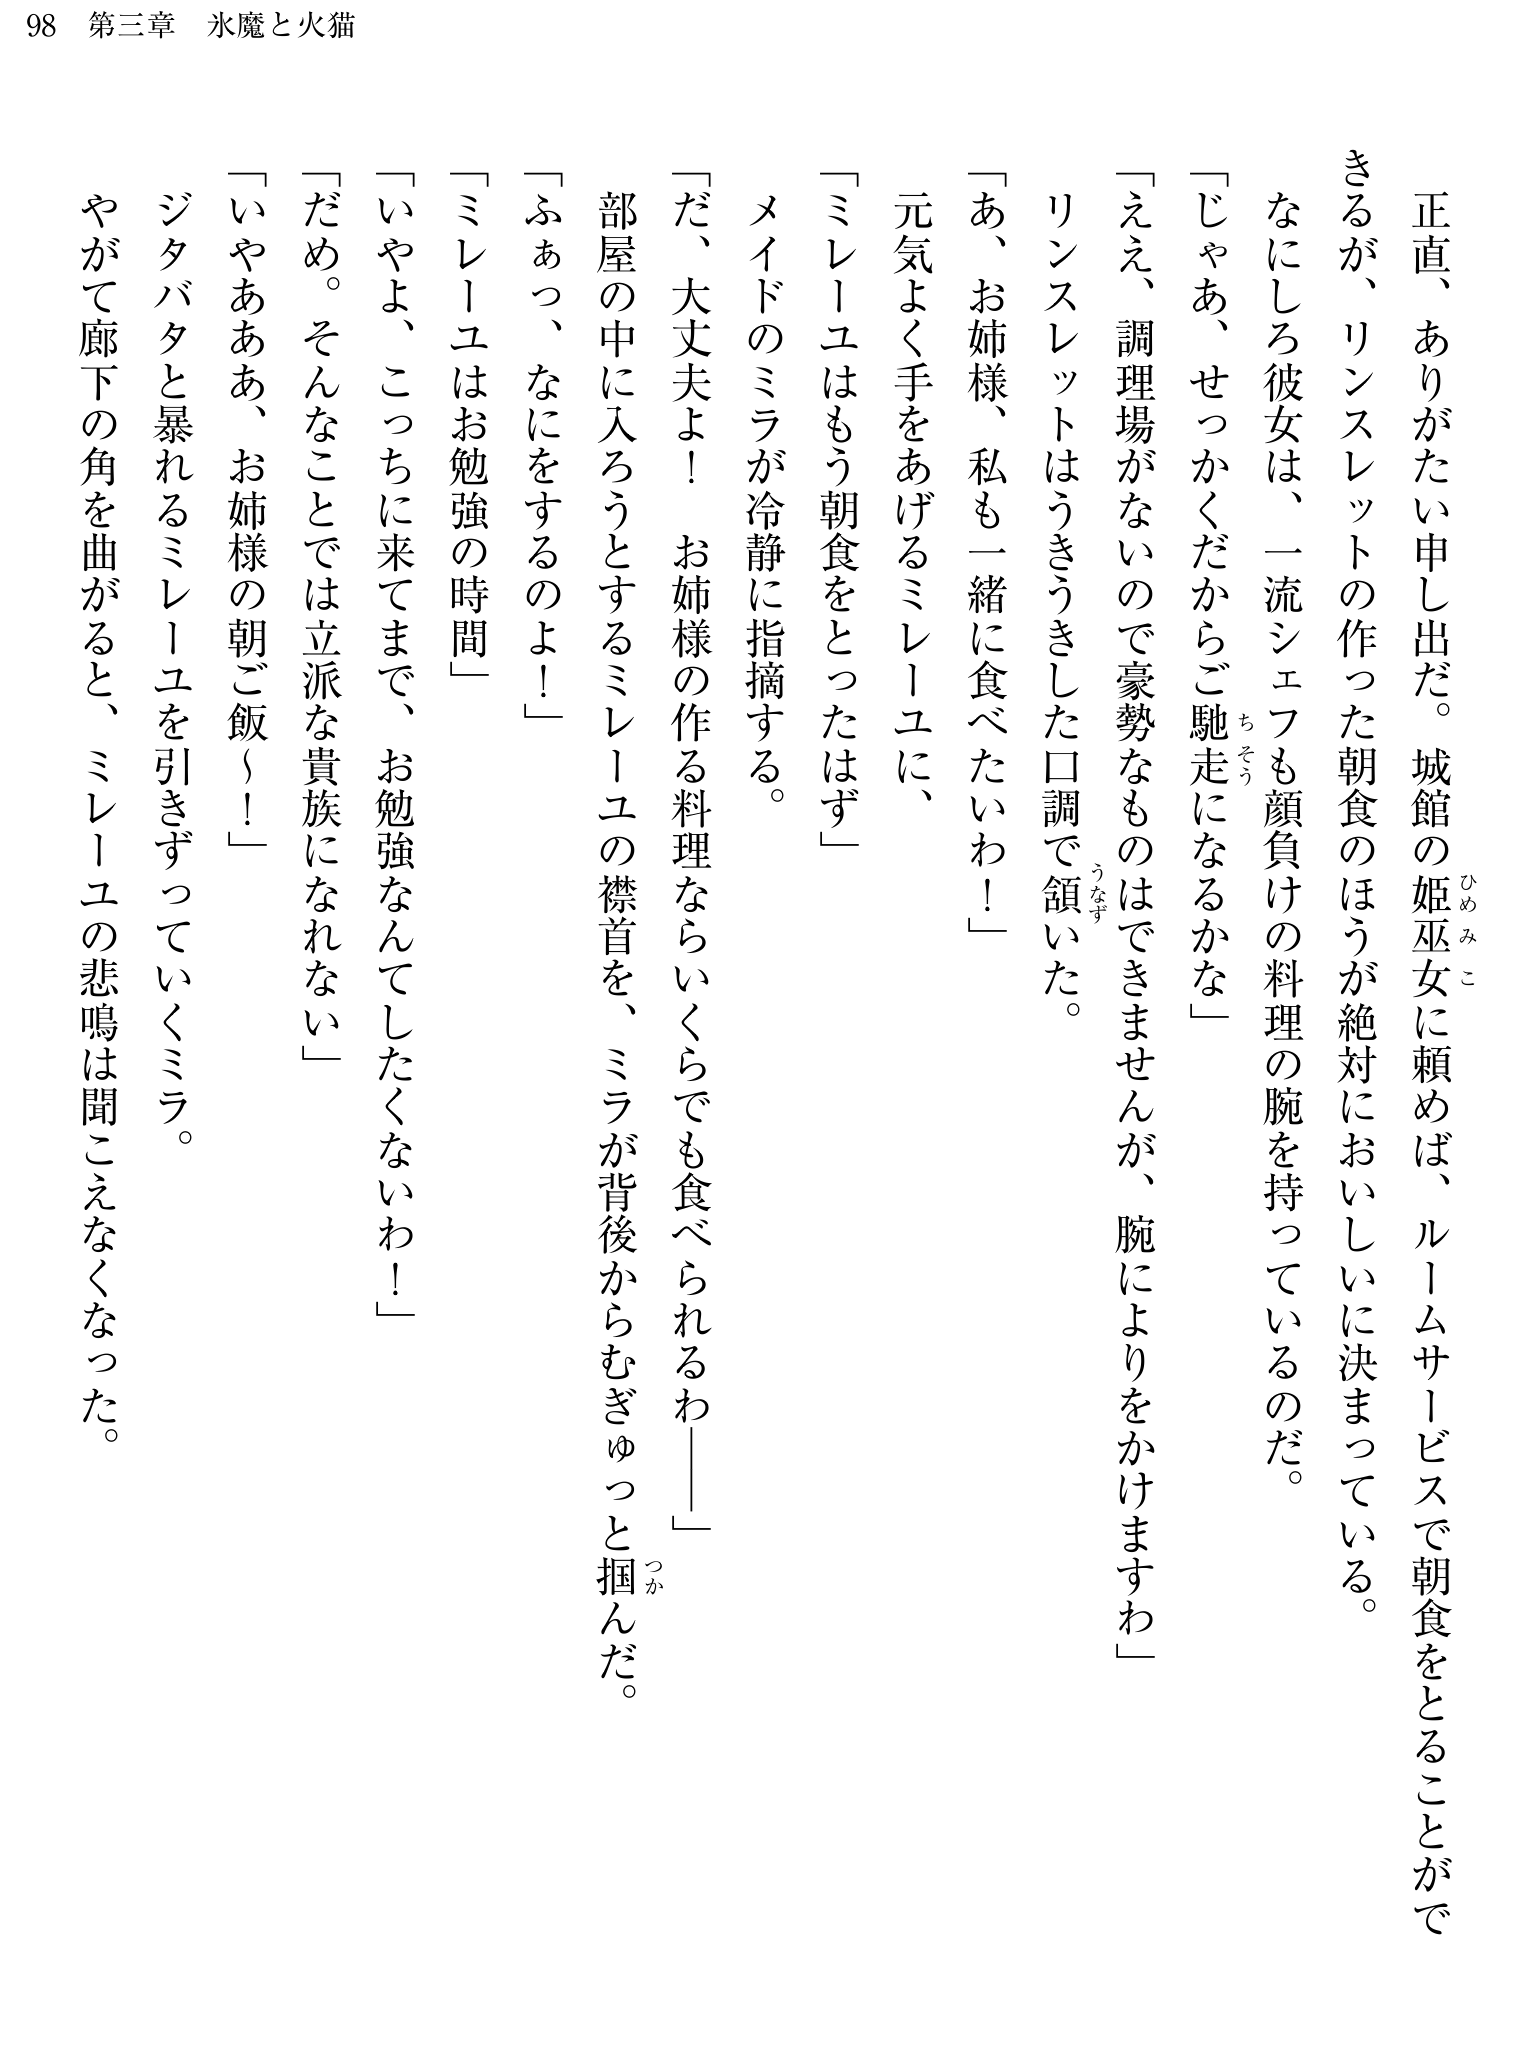 98　第三章　氷魔と火猫
　正直、ありがたい申し出だ。城館の姫巫女に頼めば、ルームサービスで朝食をとることがで
きるが、リンスレットの作った朝食のほうが絶対においしいに決まっている。
　なにしろ彼女は、一流シェフも顔負けの料理の腕を持っているのだ。
「じゃあ、せっかくだからご馳走になるかな」
「ええ、調理場がないので豪勢なものはできませんが、腕によりをかけますわ」
　リンスレットはうきうきした口調で頷いた。
「あ、お姉様、私も一緒に食べたいわ！」
　元気よく手をあげるミレーユに、
「ミレーユはもう朝食をとったはず」
　メイドのミラが冷静に指摘する。
「だ、大丈夫よ！　お姉様の作る料理ならいくらでも食べられるわ――」
　部屋の中に入ろうとするミレーユの襟首を、ミラが背後からむぎゅっと掴んだ。
「ふぁっ、なにをするのよ！」
「ミレーユはお勉強の時間」
「いやよ、こっちに来てまで、お勉強なんてしたくないわ！」
「だめ。そんなことでは立派な貴族になれない」
「いやあああ、お姉様の朝ご飯～！」
　ジタバタと暴れるミレーユを引きずっていくミラ。
　やがて廊下の角を曲がると、ミレーユの悲鳴は聞こえなくなった。